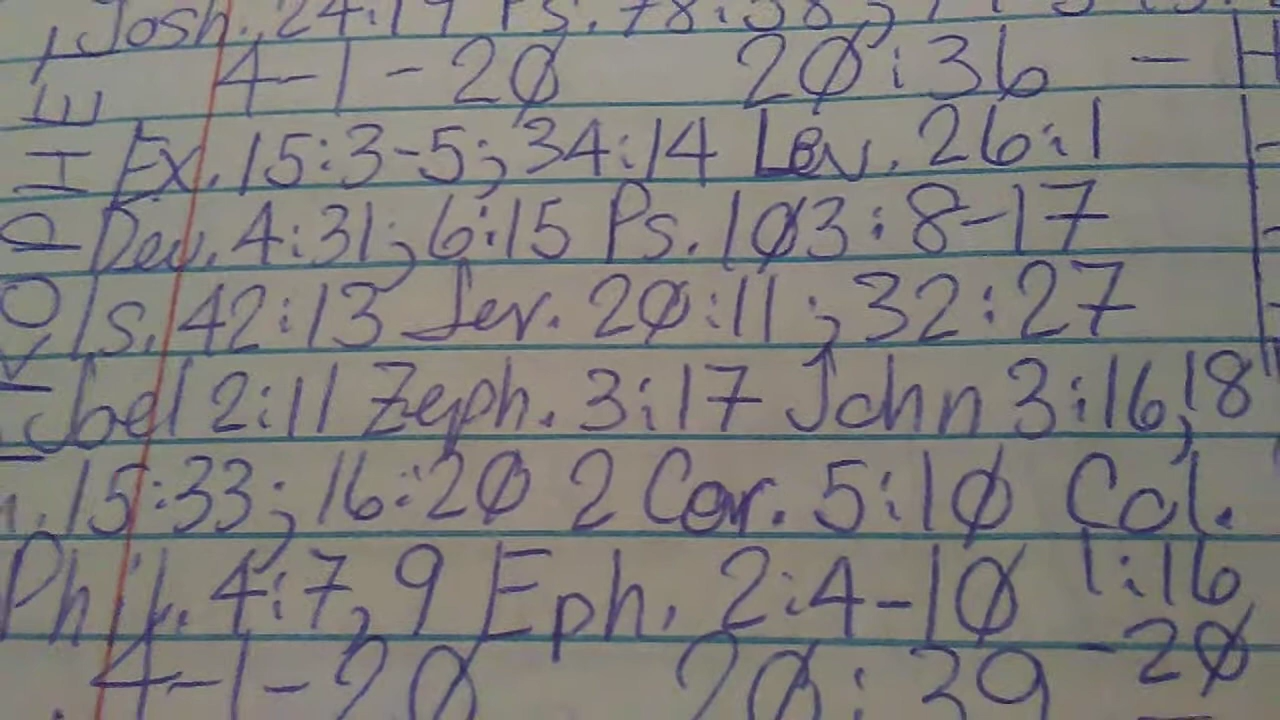 Josh. 24:19 Ps. 78:38;
4-1-20 20:36 - H
Ex. 15:3-5; 34:14 Lev. 26:1
Deu. 4:31; 6:15 Ps. 103:8-17
Is. 42:13 Jer. 20:11; 32:27
Joel 2:11 Zeph. 3:17 John 3:16,18
. 15:33; 16:20 2 Cor. 5:10 Col.
Phil. 4:7,9 Eph. 2:4-10 1:16,
-20
4-1-20 20:39